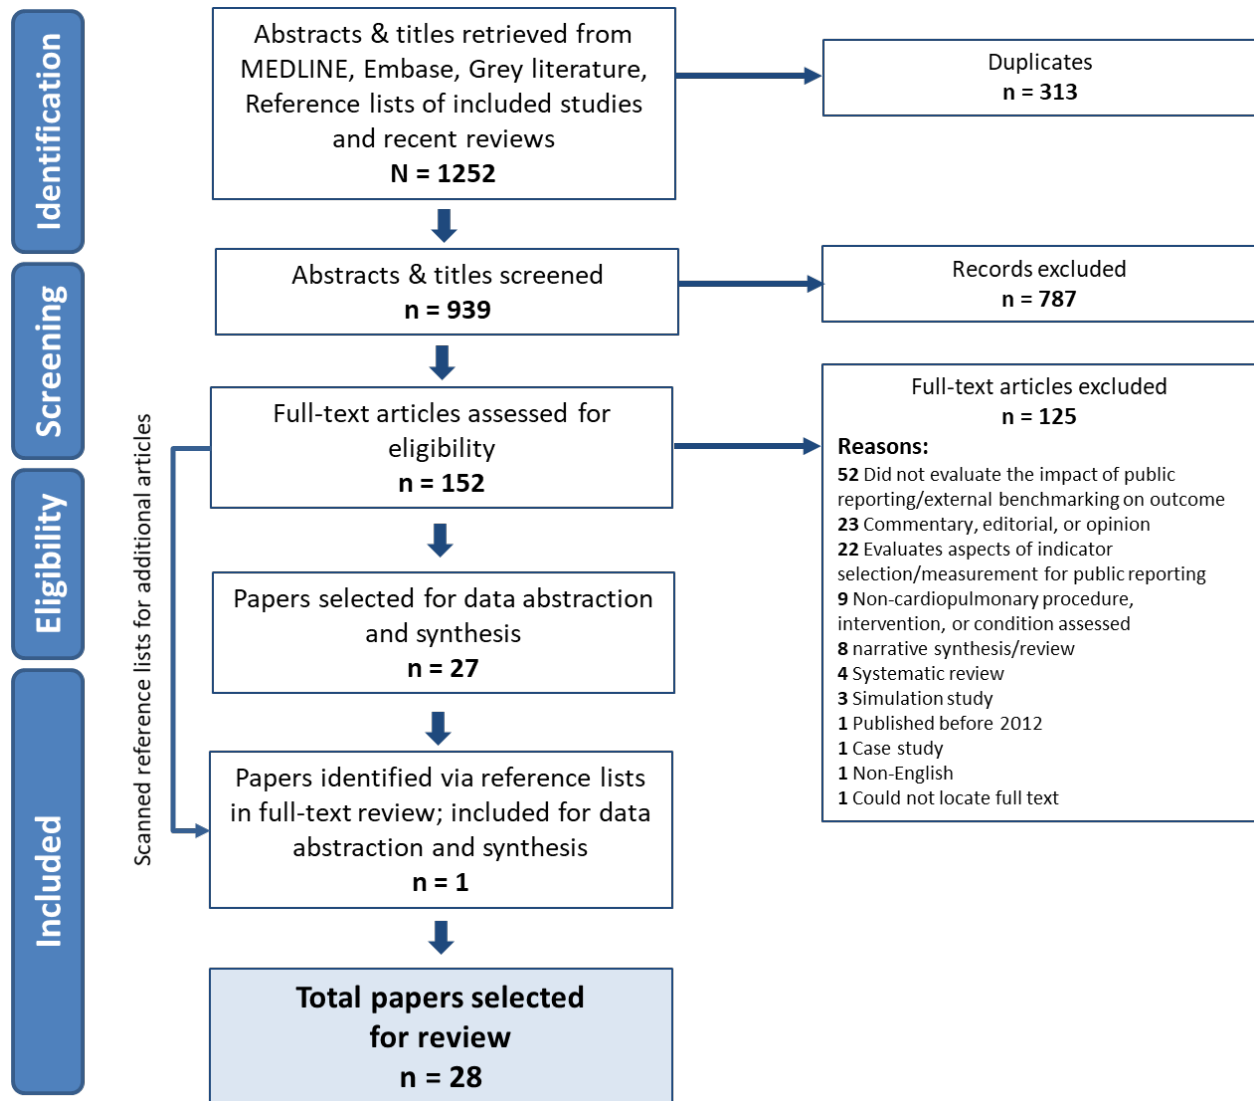 Identification
Abstracts & titles retrieved from
MEDLINE, Embase, Grey literature,
Reference lists of included studies
and recent reviews
N = 1252
Duplicates
n = 313
Screening
Abstracts & titles screened
n = 939
Records excluded
n = 787
Eligibility
Full-text articles assessed for
eligibility
n = 152
Full-text articles excluded
n = 125
Reasons:
52 Did not evaluate the impact of public
reporting/external benchmarking on outcome
23 Commentary, editorial, or opinion
22 Evaluates aspects of indicator
selection/measurement for public reporting
9 Non-cardiopulmonary procedure,
intervention, or condition assessed
8 narrative synthesis/review
4 Systematic review
3 Simulation study
1 Published before 2012
1 Case study
1 Non-English
1 Could not locate full text
Scanned reference lists for additional articles
Papers selected for data abstraction
and synthesis
n = 27
Included
Papers identified via reference lists
in full-text review; included for data
abstraction and synthesis
n = 1
Total papers selected
for review
n = 28